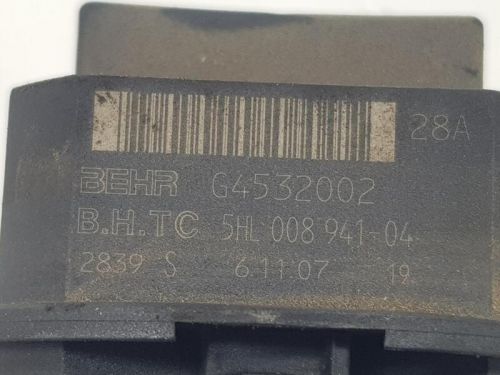 28A
BEHR G4532002
B.H.TC 5HL 008 941-04
2839 S 6.11.07 19